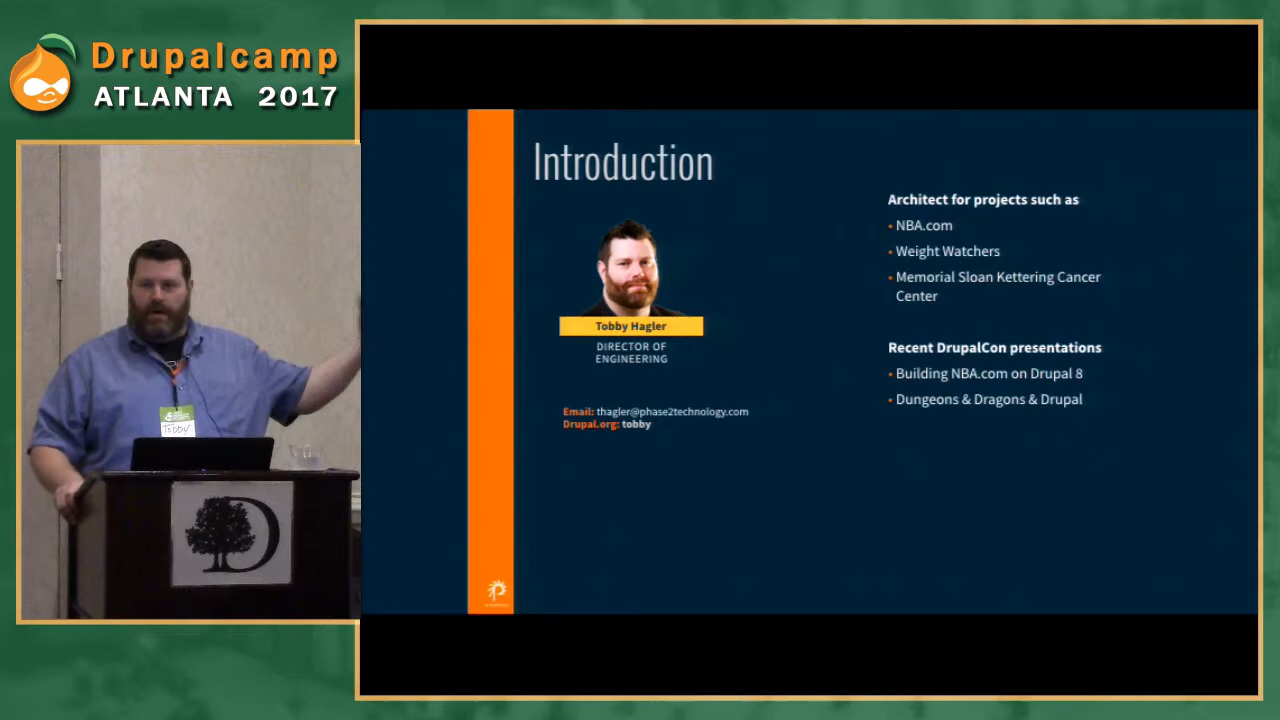 Drupalcamp
ATLANTA 2017
Tobby
D
Introduction
Tobby Hagler
DIRECTOR OF
ENGINEERING
Email: thagler@phase2technology.com
Drupal.org: tobby
Architect for projects such as
• NBA.com
• Weight Watchers
• Memorial Sloan Kettering Cancer
Center
Recent DrupalCon presentations
• Building NBA.com on Drupal 8
• Dungeons & Dragons & Drupal